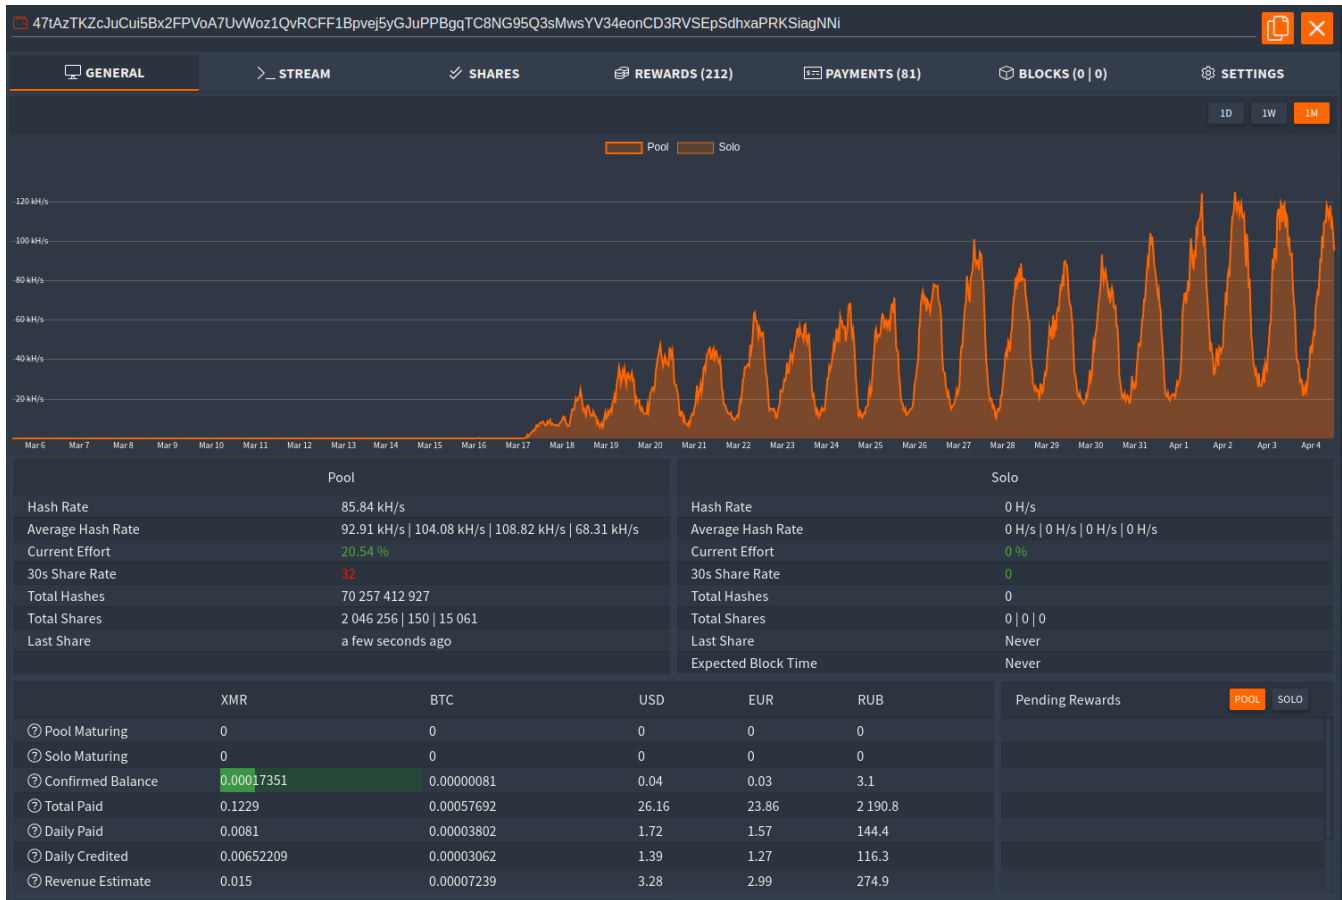 47tAzTKZcJuCui5Bx2FPVoA7UvWoz1QvRCFF1Bpvej5yGJuPPBgqTC8NG95Q3sMwsYV34eonCD3RVSEpSdhxaPRKSiagNNi
GENERAL STREAM SHARES REWARDS (212) PAYMENTS (81) BLOCKS (0 | 0) SETTINGS
1D 1W 1M
Pool Solo
120 kH/s
100 kH/s
80 kH/s
60 kH/s
40 kH/s
20 kH/s
Mar 6 Mar 7 Mar 8 Mar 9 Mar 10 Mar 11 Mar 12 Mar 13 Mar 14 Mar 15 Mar 16 Mar 17 Mar 18 Mar 19 Mar 20 Mar 21 Mar 22 Mar 23 Mar 24 Mar 25 Mar 26 Mar 27 Mar 28 Mar 29 Mar 30 Mar 31 Apr 1 Apr 2 Apr 3 Apr 4
Pool
Hash Rate 85.84 kH/s
Average Hash Rate 92.91 kH/s | 104.08 kH/s | 108.82 kH/s | 68.31 kH/s
Current Effort 20.54 %
30s Share Rate 32
Total Hashes 70 257 412 927
Total Shares 2 046 256 | 150 | 15 061
Last Share a few seconds ago
Solo
Hash Rate 0 H/s
Average Hash Rate 0 H/s | 0 H/s | 0 H/s | 0 H/s
Current Effort 0 %
30s Share Rate 0
Total Hashes 0
Total Shares 0 | 0 | 0
Last Share Never
Expected Block Time Never
XMR BTC USD EUR RUB
Pool Maturing 0 0 0 0 0
Solo Maturing 0 0 0 0 0
Confirmed Balance 0.00017351 0.00000081 0.04 0.03 3.1
Total Paid 0.1229 0.00057692 26.16 23.86 2 190.8
Daily Paid 0.0081 0.00003802 1.72 1.57 144.4
Daily Credited 0.00652209 0.00003062 1.39 1.27 116.3
Revenue Estimate 0.015 0.00007239 3.28 2.99 274.9
Pending Rewards POOL SOLO